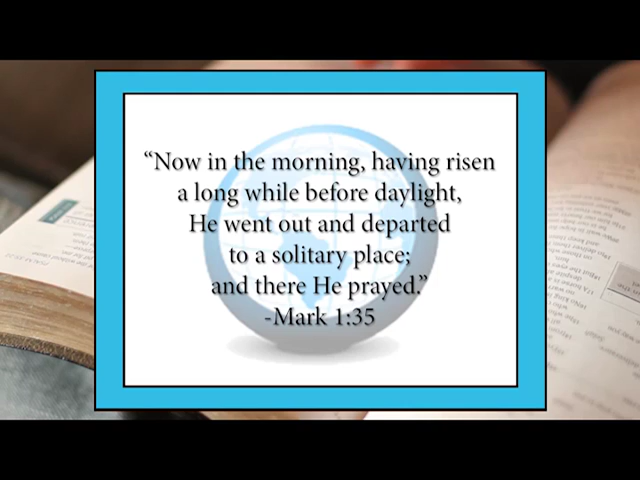 “Now in the morning, having risen
a long while before daylight,
He went out and departed
to a solitary place;
and there He prayed.”
-Mark 1:35